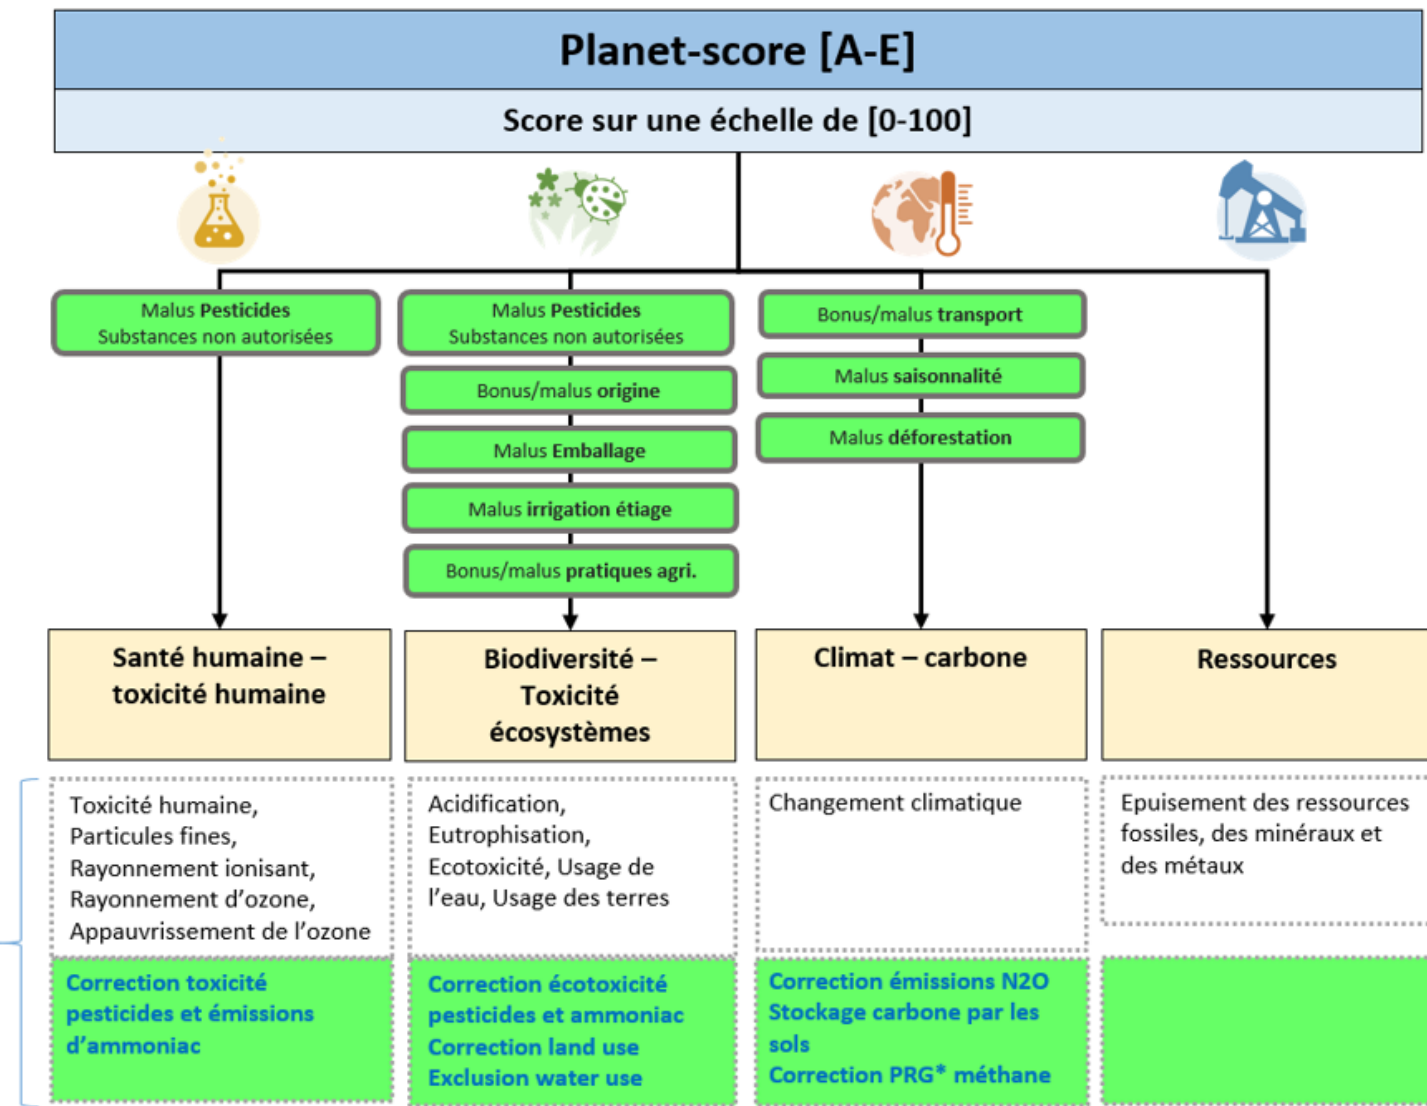 Planet-score [A-E]
Score sur une échelle de [0-100]
Malus Pesticides
Substances non autorisées
Malus Pesticides
Substances non autorisées
Bonus/malus origine
Malus Emballage
Malus irrigation étiage
Bonus/malus pratiques agri.
Bonus/malus transport
Malus saisonnalité
Malus déforestation
Santé humaine –
toxicité humaine
Biodiversité –
Toxicité
écosystèmes
Climat – carbone
Ressources
Toxicité humaine,
Particules fines,
Rayonnement ionisant,
Rayonnement d’ozone,
Appauvrissement de l’ozone
Acidification,
Eutrophisation,
Ecotoxicité, Usage de
l’eau, Usage des terres
Changement climatique
Epuisement des ressources
fossiles, des minéraux et
des métaux
Correction toxicité
pesticides et émissions
d’ammoniac
Correction écotoxicité
pesticides et ammoniac
Correction land use
Exclusion water use
Correction émissions N2O
Stockage carbone par les
sols
Correction PRG* méthane